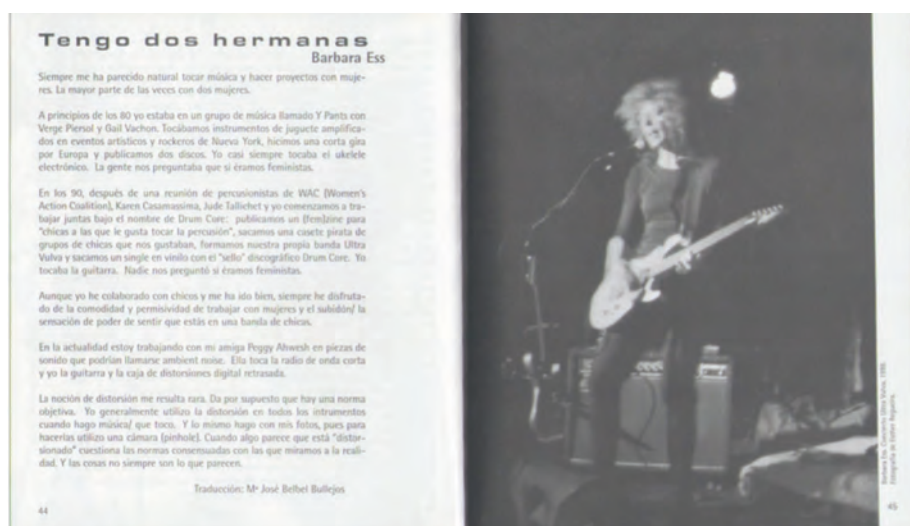 Tengo dos hermanas
Barbara Ess
Siempre me ha parecido natural tocar música y hacer proyectos con muje-
res. La mayor parte de las veces con dos mujeres.
A principios de los 80 yo estaba en un grupo de música llamado Y Pants con
Verge Piersol y Gail Vachon. Tocábamos instrumentos de juguete amplifica-
dos en eventos artísticos y rockeros de Nueva York, hicimos una corta gira
por Europa y publicamos dos discos. Yo casi siempre tocaba el ukelele
electrónico. La gente nos preguntaba que si éramos feministas.
En los 90, después de una reunión de percusionistas de WAC (Women's
Action Coalition), Karen Casamassima, Jude Tallichet y yo comenzamos a tra-
bajar juntas bajo el nombre de Drum Core: publicamos un (fem)zine para
"chicas a las que le gusta tocar la percusión", sacamos una casete pirata de
grupos de chicas que nos gustaban, formamos nuestra propia banda Ultra
Vulva y sacamos un single en vinilo con el "sello" discográfico Drum Core. Yo
tocaba la guitarra. Nadie nos preguntó si éramos feministas.
Aunque yo he colaborado con chicos y me ha ido bien, siempre he disfruta-
do de la comodidad y permisividad de trabajar con mujeres y el subidón/ la
sensación de poder de sentir que estás en una banda de chicas.
En la actualidad estoy trabajando con mi amiga Peggy Ahwesh en piezas de
sonido que podrían llamarse ambient noise. Ella toca la radio de onda corta
y yo la guitarra y la caja de distorsiones digital retrasada.
La noción de distorsión me resulta rara. Da por supuesto que hay una norma
objetiva. Yo generalmente utilizo la distorsión en todos los intrumentos
cuando hago música/ que toco. Y lo mismo hago con mis fotos, pues para
hacerlas utilizo una cámara (pinhole). Cuando algo parece que está "distor-
sionado" cuestiona las normas consensuadas con las que miramos a la reali-
dad. Y las cosas no siempre son lo que parecen.
Traducción: Mª José Belbel Bullejos
44
Barbara Ess. Concierto Ultra Vulva, 1996.
Fotografía de Esther Regueira.
45